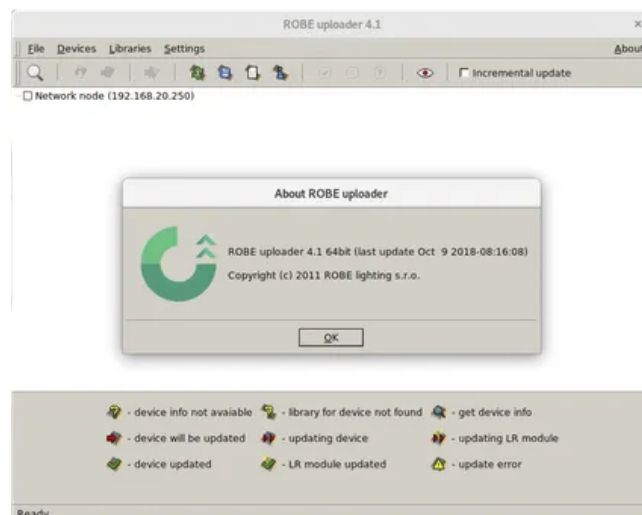 ROBE uploader 4.1
File Devices Libraries Settings About
Incremental update
Network node (192.168.20.250)
About ROBE uploader
ROBE uploader 4.1 64bit (last update Oct 9 2018-08:16:08)
Copyright (c) 2011 ROBE lighting s.r.o.
OK
- device info not avaiable - library for device not found - get device info
- device will be updated - updating device - updating LR module
- device updated - LR module updated - update error
Ready